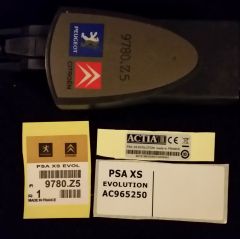 PEUGEOT
CITROËN
9780.Z5
PSA XS EVOL
9780.Z5
1
MADE IN FRANCE
ACTIA
PSA XS
EVOLUTION
AC965250